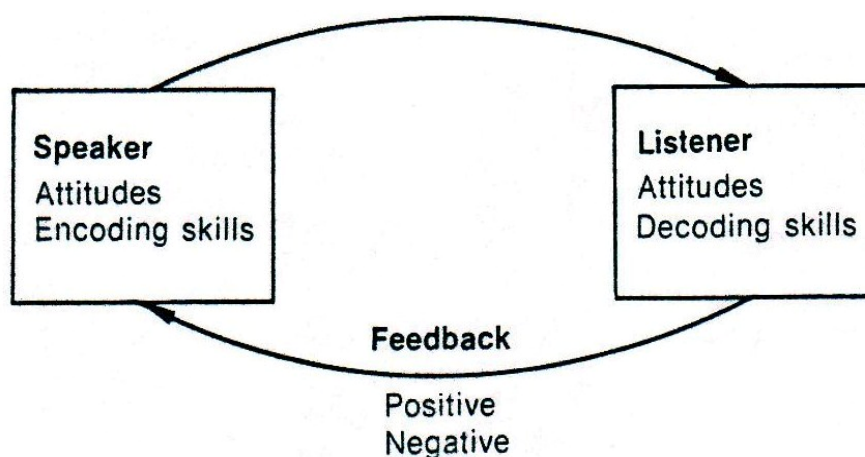 Speaker
Attitudes
Encoding skills
Listener
Attitudes
Decoding skills
Feedback
Positive
Negative